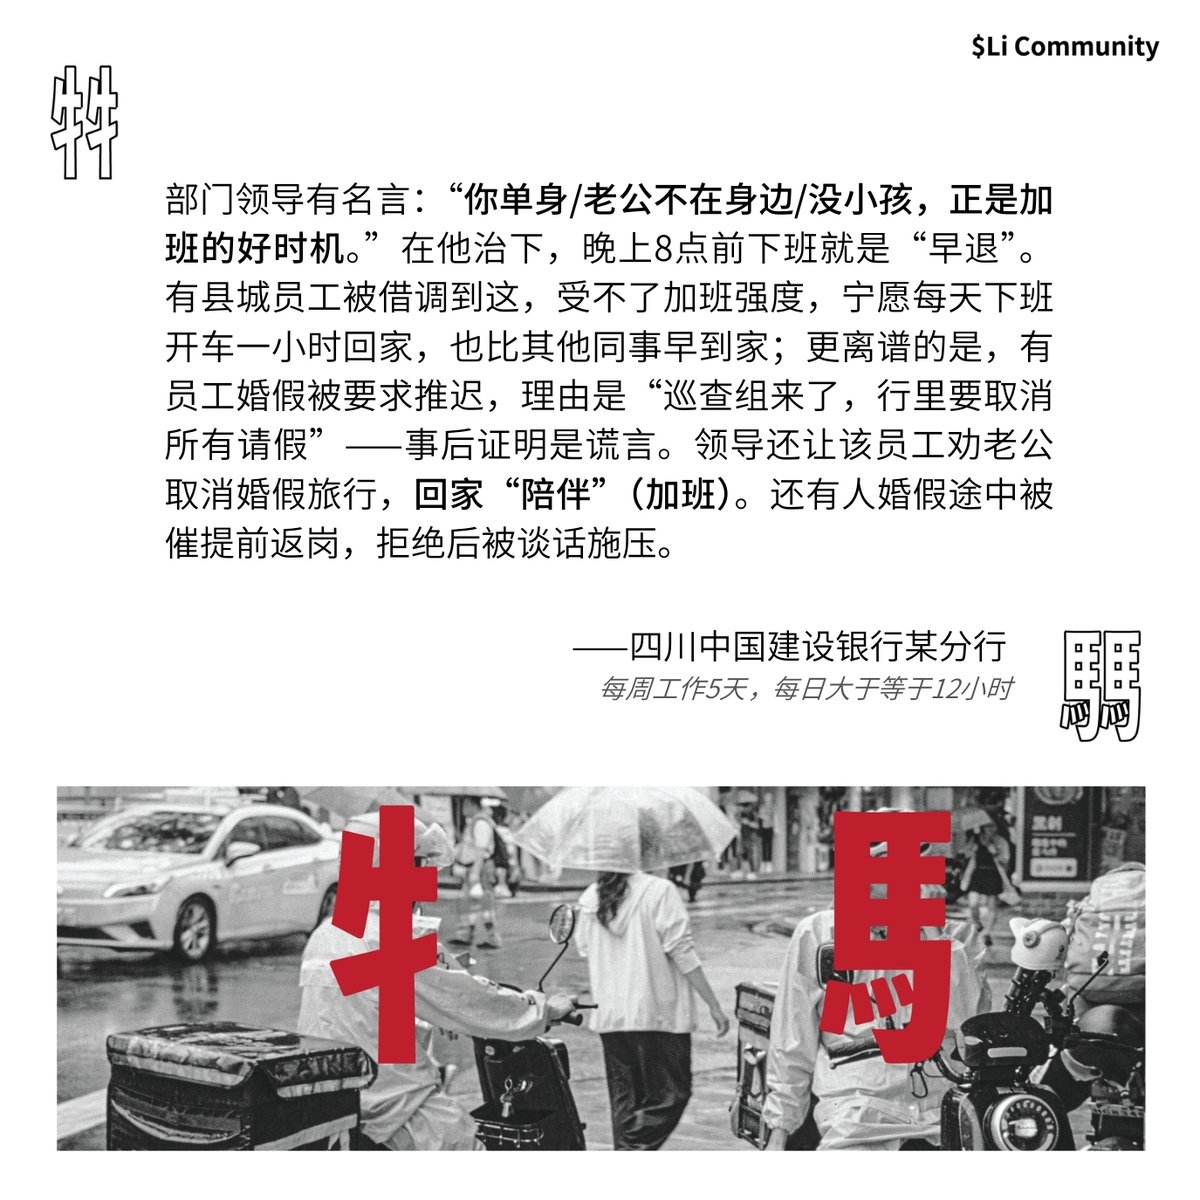 $Li Community
牜牜
部门领导有名言：“你单身/老公不在身边/没小孩，正是加
班的好时机。”在他治下，晚上8点前下班就是“早退”。
有县城员工被借调到这，受不了加班强度，宁愿每天下班
开车一小时回家，也比其他同事早到家；更离谱的是，有
员工婚假被要求推迟，理由是“巡查组来了，行里要取消
所有请假”——事后证明是谎言。领导还让该员工劝老公
取消婚假旅行，回家“陪伴”（加班）。还有人婚假途中被
催提前返岗，拒绝后被谈话施压。
——四川中国建设银行某分行
每周工作5天，每日大于等于12小时
馬馬
牜 馬